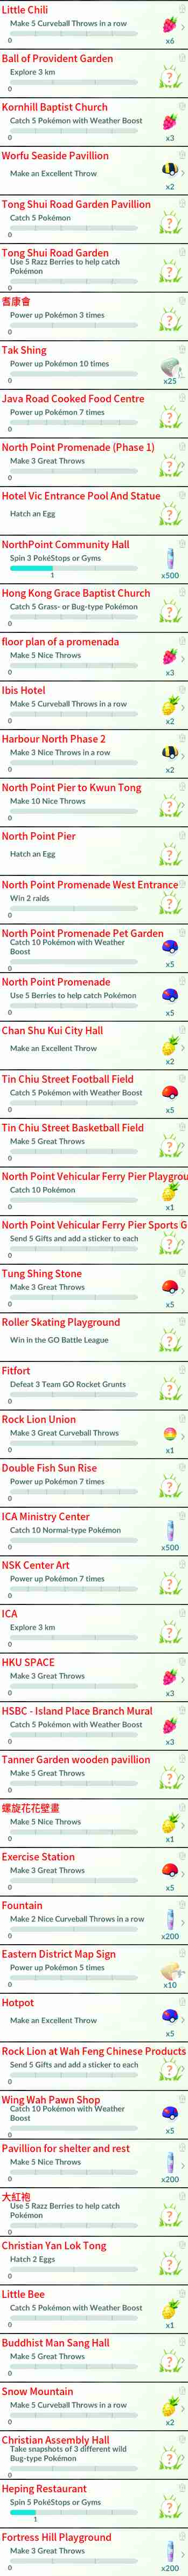 Little Chili
Make 5 Curveball Throws in a row
0
x6
Ball of Provident Garden
Explore 3 km
0
?
Kornhill Baptist Church
Catch 5 Pokémon with Weather Boost
0
x3
Worfu Seaside Pavillion
Make an Excellent Throw
x2
Tong Shui Road Garden Pavillion
Catch 5 Pokémon
0
?
Tong Shui Road Garden
Use 5 Razz Berries to help catch
Pokémon
0
?
耆康會
Power up Pokémon 3 times
0
?
Tak Shing
Power up Pokémon 10 times
0
x25
Java Road Cooked Food Centre
Power up Pokémon 7 times
0
?
North Point Promenade (Phase 1)
Make 3 Great Throws
0
?
Hotel Vic Entrance Pool And Statue
Hatch an Egg
?
NorthPoint Community Hall
Spin 3 PokéStops or Gyms
1
x500
Hong Kong Grace Baptist Church
Catch 5 Grass- or Bug-type Pokémon
0
?
floor plan of a promenada
Make 5 Nice Throws
0
x3
Ibis Hotel
Make 5 Curveball Throws in a row
0
x2
Harbour North Phase 2
Make 3 Nice Throws in a row
0
x2
North Point Pier to Kwun Tong
Make 10 Nice Throws
0
?
North Point Pier
Hatch an Egg
?
North Point Promenade West Entrance
Win 2 raids
0
?
North Point Promenade Pet Garden
Catch 10 Pokémon with Weather
Boost
0
x5
North Point Promenade
Use 5 Berries to help catch Pokémon
0
x5
Chan Shu Kui City Hall
Make an Excellent Throw
x2
Tin Chiu Street Football Field
Catch 5 Pokémon with Weather Boost
0
x5
Tin Chiu Street Basketball Field
Make 5 Great Throws
0
?
North Point Vehicular Ferry Pier Playgrou
Catch 10 Pokémon
0
x1
North Point Vehicular Ferry Pier Sports G
Send 5 Gifts and add a sticker to each
0
?
Tung Shing Stone
Make 3 Great Throws
0
x5
Roller Skating Playground
Win in the GO Battle League
?
Fitfort
Defeat 3 Team GO Rocket Grunts
0
?
Rock Lion Union
Make 3 Great Curveball Throws
0
x1
Double Fish Sun Rise
Power up Pokémon 7 times
0
?
ICA Ministry Center
Catch 10 Normal-type Pokémon
0
x500
NSK Center Art
Power up Pokémon 7 times
0
?
ICA
Explore 3 km
0
?
HKU SPACE
Make 3 Great Throws
0
x3
HSBC - Island Place Branch Mural
Catch 5 Pokémon with Weather Boost
0
x3
Tanner Garden wooden pavillion
Make 5 Great Throws
0
?
螺旋花花壁畫
Make 5 Nice Throws
0
x1
Exercise Station
Make 3 Great Throws
0
x5
Fountain
Make 2 Nice Curveball Throws in a row
0
x200
Eastern District Map Sign
Power up Pokémon 5 times
0
x10
Hotpot
Make an Excellent Throw
x5
Rock Lion at Wah Feng Chinese Products
Send 5 Gifts and add a sticker to each
0
?
Wing Wah Pawn Shop
Catch 10 Pokémon with Weather
Boost
0
x5
Pavillion for shelter and rest
Make 5 Nice Throws
0
x200
大紅袍
Use 5 Razz Berries to help catch
Pokémon
0
?
Christian Yan Lok Tong
Hatch 2 Eggs
0
?
Little Bee
Catch 5 Pokémon with Weather Boost
0
x1
Buddhist Man Sang Hall
Make 5 Great Throws
0
?
Snow Mountain
Make 5 Curveball Throws in a row
0
x2
Christian Assembly Hall
Take snapshots of 3 different wild
Bug-type Pokémon
0
?
Heping Restaurant
Spin 5 PokéStops or Gyms
1
?
Fortress Hill Playground
Make 3 Great Throws
0
x200